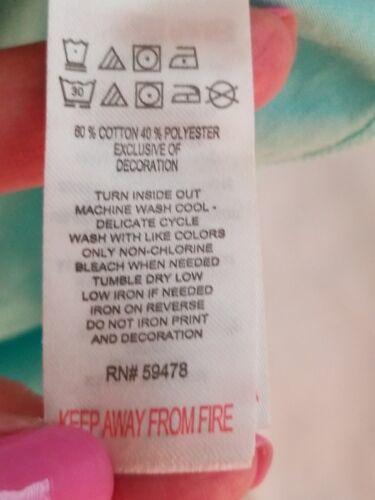 30
60 % COTTON 40 % POLYESTER
EXCLUSIVE OF
DECORATION
TURN INSIDE OUT
MACHINE WASH COOL -
DELICATE CYCLE
WASH WITH LIKE COLORS
ONLY NON-CHLORINE
BLEACH WHEN NEEDED
TUMBLE DRY LOW
LOW IRON IF NEEDED
IRON ON REVERSE
DO NOT IRON PRINT
AND DECORATION
RN# 59478
KEEP AWAY FROM FIRE